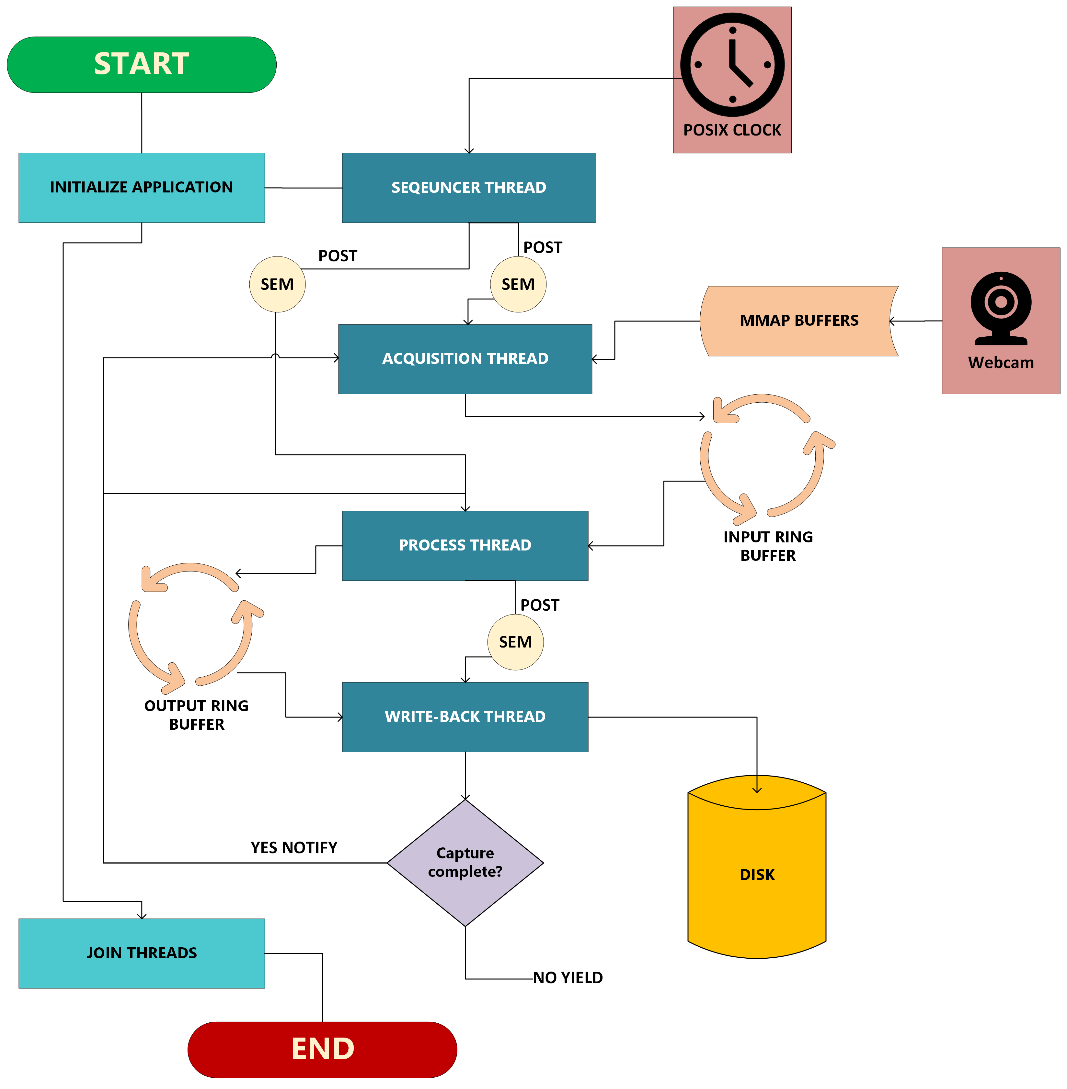 START
POSIX CLOCK
INITIALIZE APPLICATION
SEQEUNCER THREAD
POST
POST
SEM
SEM
MMAP BUFFERS
Webcam
ACQUISITION THREAD
INPUT RING
BUFFER
PROCESS THREAD
POST
SEM
OUTPUT RING
BUFFER
WRITE-BACK THREAD
YES NOTIFY
Capture
complete?
DISK
JOIN THREADS
NO YIELD
END